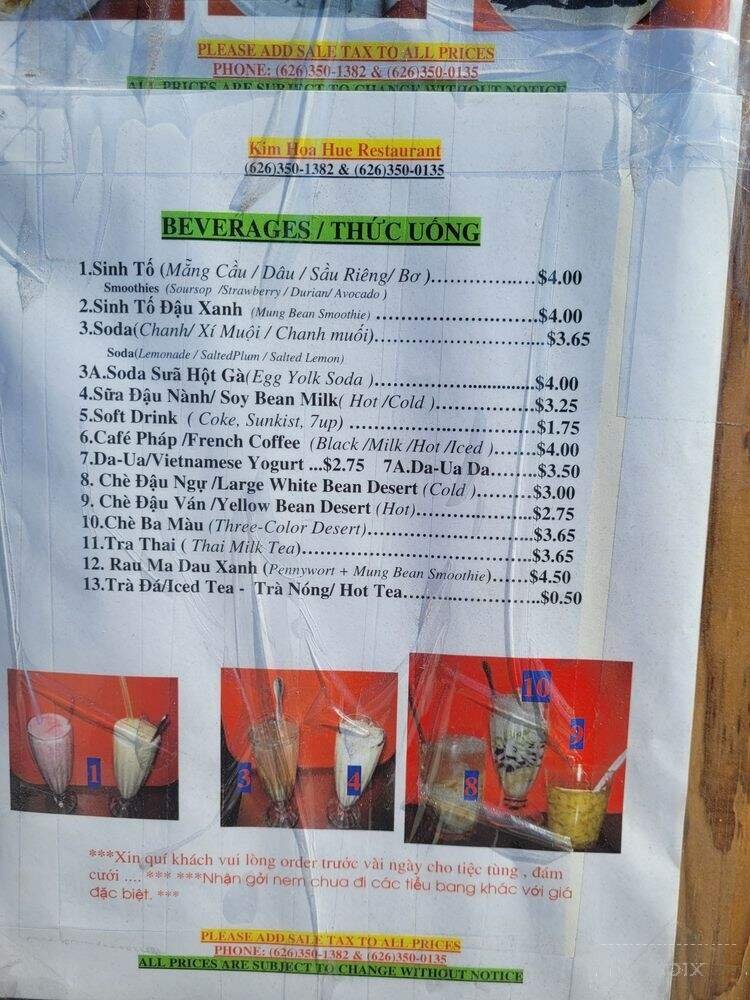 PLEASE ADD SALE TAX TO ALL PRICES
PHONE: (626)350-1382 & (626)350-0135
ALL PRICES ARE SUBJECT TO CHANGE WITHOUT NOTICE
Kim Hoa Hue Restaurant
(626)350-1382 & (626)350-0135
BEVERAGES / THỨC UỐNG
1.Sinh Tố (Mãng Cầu / Dâu / Sầu Riêng/ Bơ )..................$4.00
Smoothies (Soursop /Strawberry / Durian/ Avocado )
2.Sinh Tố Đậu Xanh (Mung Bean Smoothie) ............................$4.00
3.Soda(Chanh/ Xí Muội / Chanh muối)..............................$3.65
Soda(Lemonade / SaltedPlum / Salted Lemon)
3A.Soda Sưã Hột Gà(Egg Yolk Soda )..............................$4.00
4.Sữa Đậu Nành/ Soy Bean Milk( Hot /Cold )..................$3.25
5.Soft Drink ( Coke, Sunkist, 7up) ..............................$1.75
6.Café Pháp /French Coffee (Black /Milk /Hot /Iced ).......$4.00
7.Da-Ua/Vietnamese Yogurt ...$2.75 7A.Da-Ua Da........$3.50
8. Chè Đậu Ngự /Large White Bean Desert (Cold )..........$3.00
9. Chè Đậu Ván /Yellow Bean Desert (Hot)......................$2.75
10.Chè Ba Màu (Three-Color Desert)..............................$3.65
11.Tra Thai ( Thai Milk Tea).........................................$3.65
12. Rau Ma Dau Xanh (Pennywort + Mung Bean Smoothie)......$4.50
13.Trà Đá/Iced Tea - Trà Nóng/ Hot Tea.........................$0.50
1
3
4
8
10
9
***Xin quí khách vui lòng order trước vài ngày cho tiệc tùng , đám
cưới .... *** ***Nhận gởi nem chua đi các tiểu bang khác với giá
đặc biệt. ***
PLEASE ADD SALE TAX TO ALL PRICES
PHONE: (626)350-1382 & (626)350-0135
ALL PRICES ARE SUBJECT TO CHANGE WITHOUT NOTICE